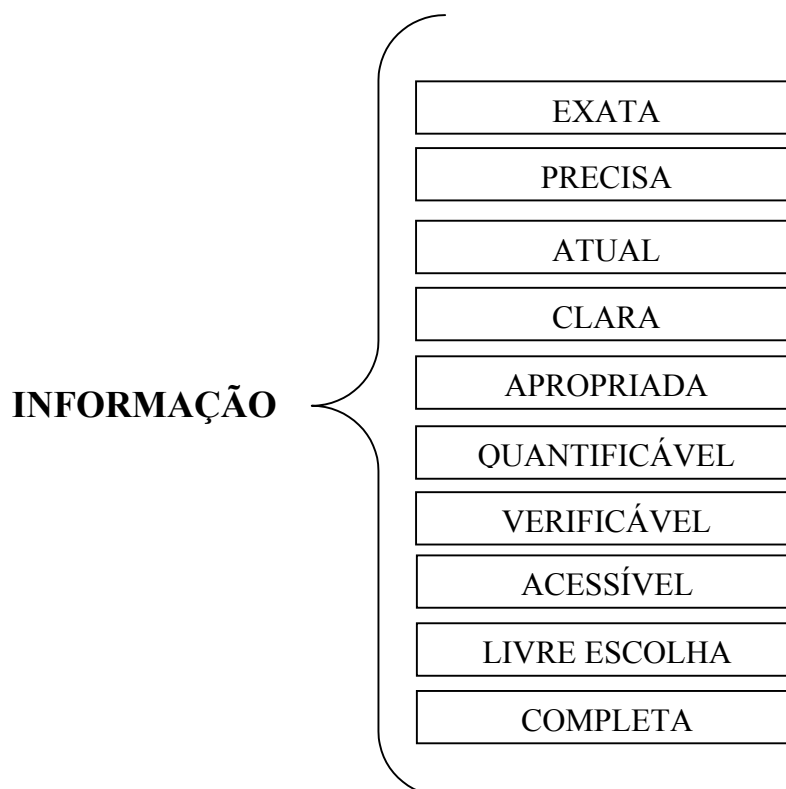 EXATA
PRECISA
ATUAL
CLARA
APROPRIADA
INFORMAÇÃO
QUANTIFICÁVEL
VERIFICÁVEL
ACESSÍVEL
LIVRE ESCOLHA
COMPLETA